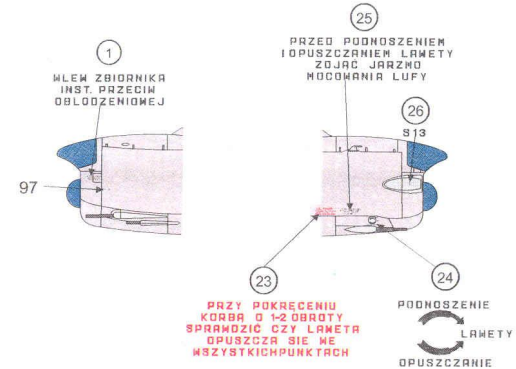 1
WLEW ZBIORNIKA
INST. PRZECIW
OBLODZENIOWEJ
97
25
PRZED PODNOSZENIEM
I OPUSZCZANIEM LAWETY
ZDJĄĆ JARZMO
MOCOWANIA LUFY
26
S13
23
PRZY POKRĘCENIU
KORBĄ O 1-2 OBROTY
SPRAWDZIĆ CZY LAWETA
OPUSZCZA SIĘ WE
WSZYSTKICHPUNKTACH
24
PODNOSZENIE
LAWETY
OPUSZCZANIE